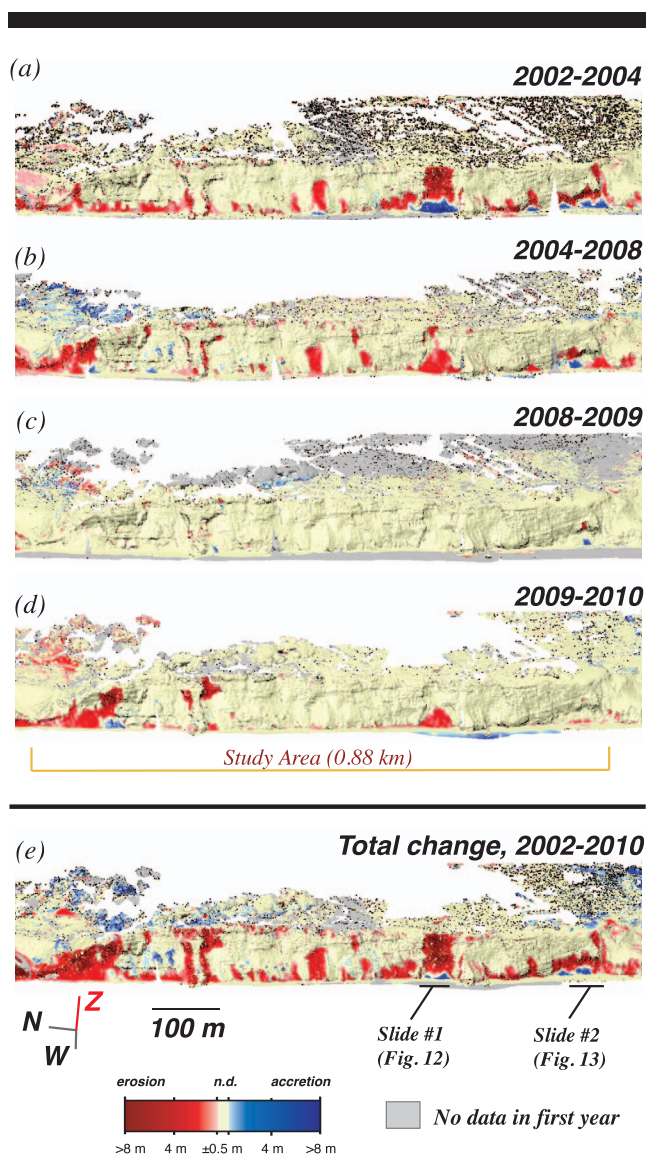 (a)
2002-2004
(b)
2004-2008
(c)
2008-2009
(d)
2009-2010
Study Area (0.88 km)
(e)
Total change, 2002-2010
Z
N
W
100 m
Slide #1
(Fig. 12)
Slide #2
(Fig. 13)
erosion n.d. accretion
>8 m 4 m ±0.5 m 4 m >8 m
No data in first year